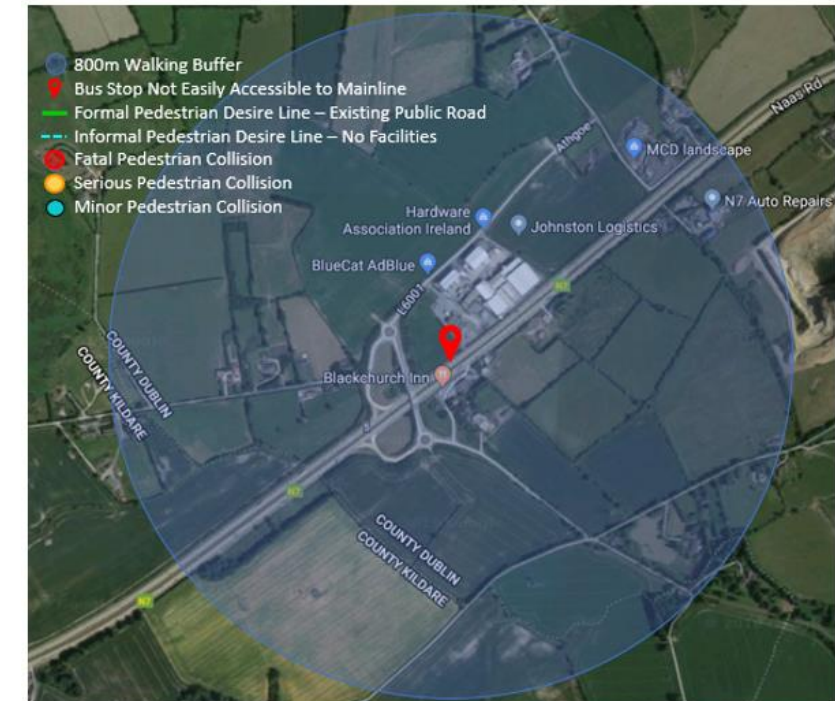 800m Walking Buffer
Bus Stop Not Easily Accessible to Mainline
Formal Pedestrian Desire Line – Existing Public Road
Informal Pedestrian Desire Line – No Facilities
Fatal Pedestrian Collision
Serious Pedestrian Collision
Minor Pedestrian Collision
Naas Rd
Athgoe
MCD landscape
N7 Auto Repairs
Hardware
Association Ireland
Johnston Logistics
BlueCat AdBlue
L6001
N7
Blackchurch Inn
COUNTY DUBLIN
COUNTY KILDARE
N7
COUNTY DUBLIN
COUNTY KILDARE
N7